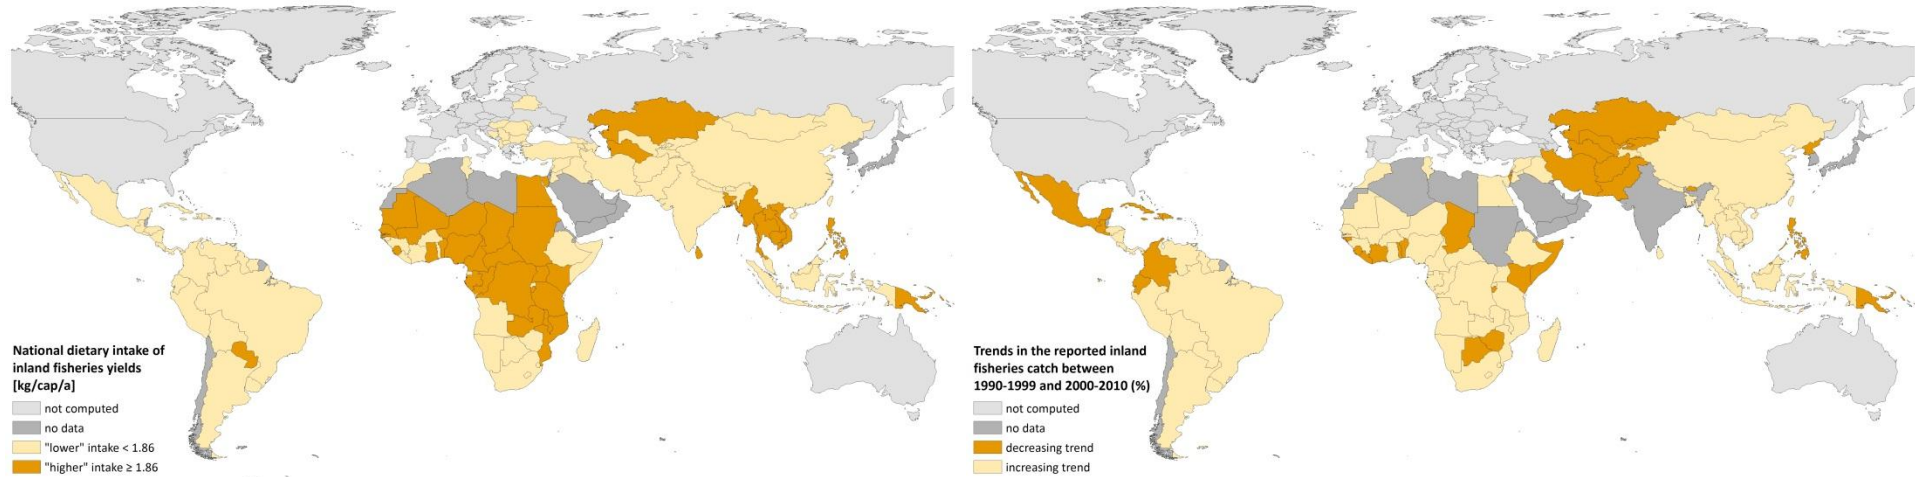 National dietary intake of
inland fisheries yields
[kg/cap/a]
not computed
no data
"lower" intake < 1.86
"higher" intake ≥ 1.86
Trends in the reported inland
fisheries catch between
1990-1999 and 2000-2010 (%)
not computed
no data
decreasing trend
increasing trend